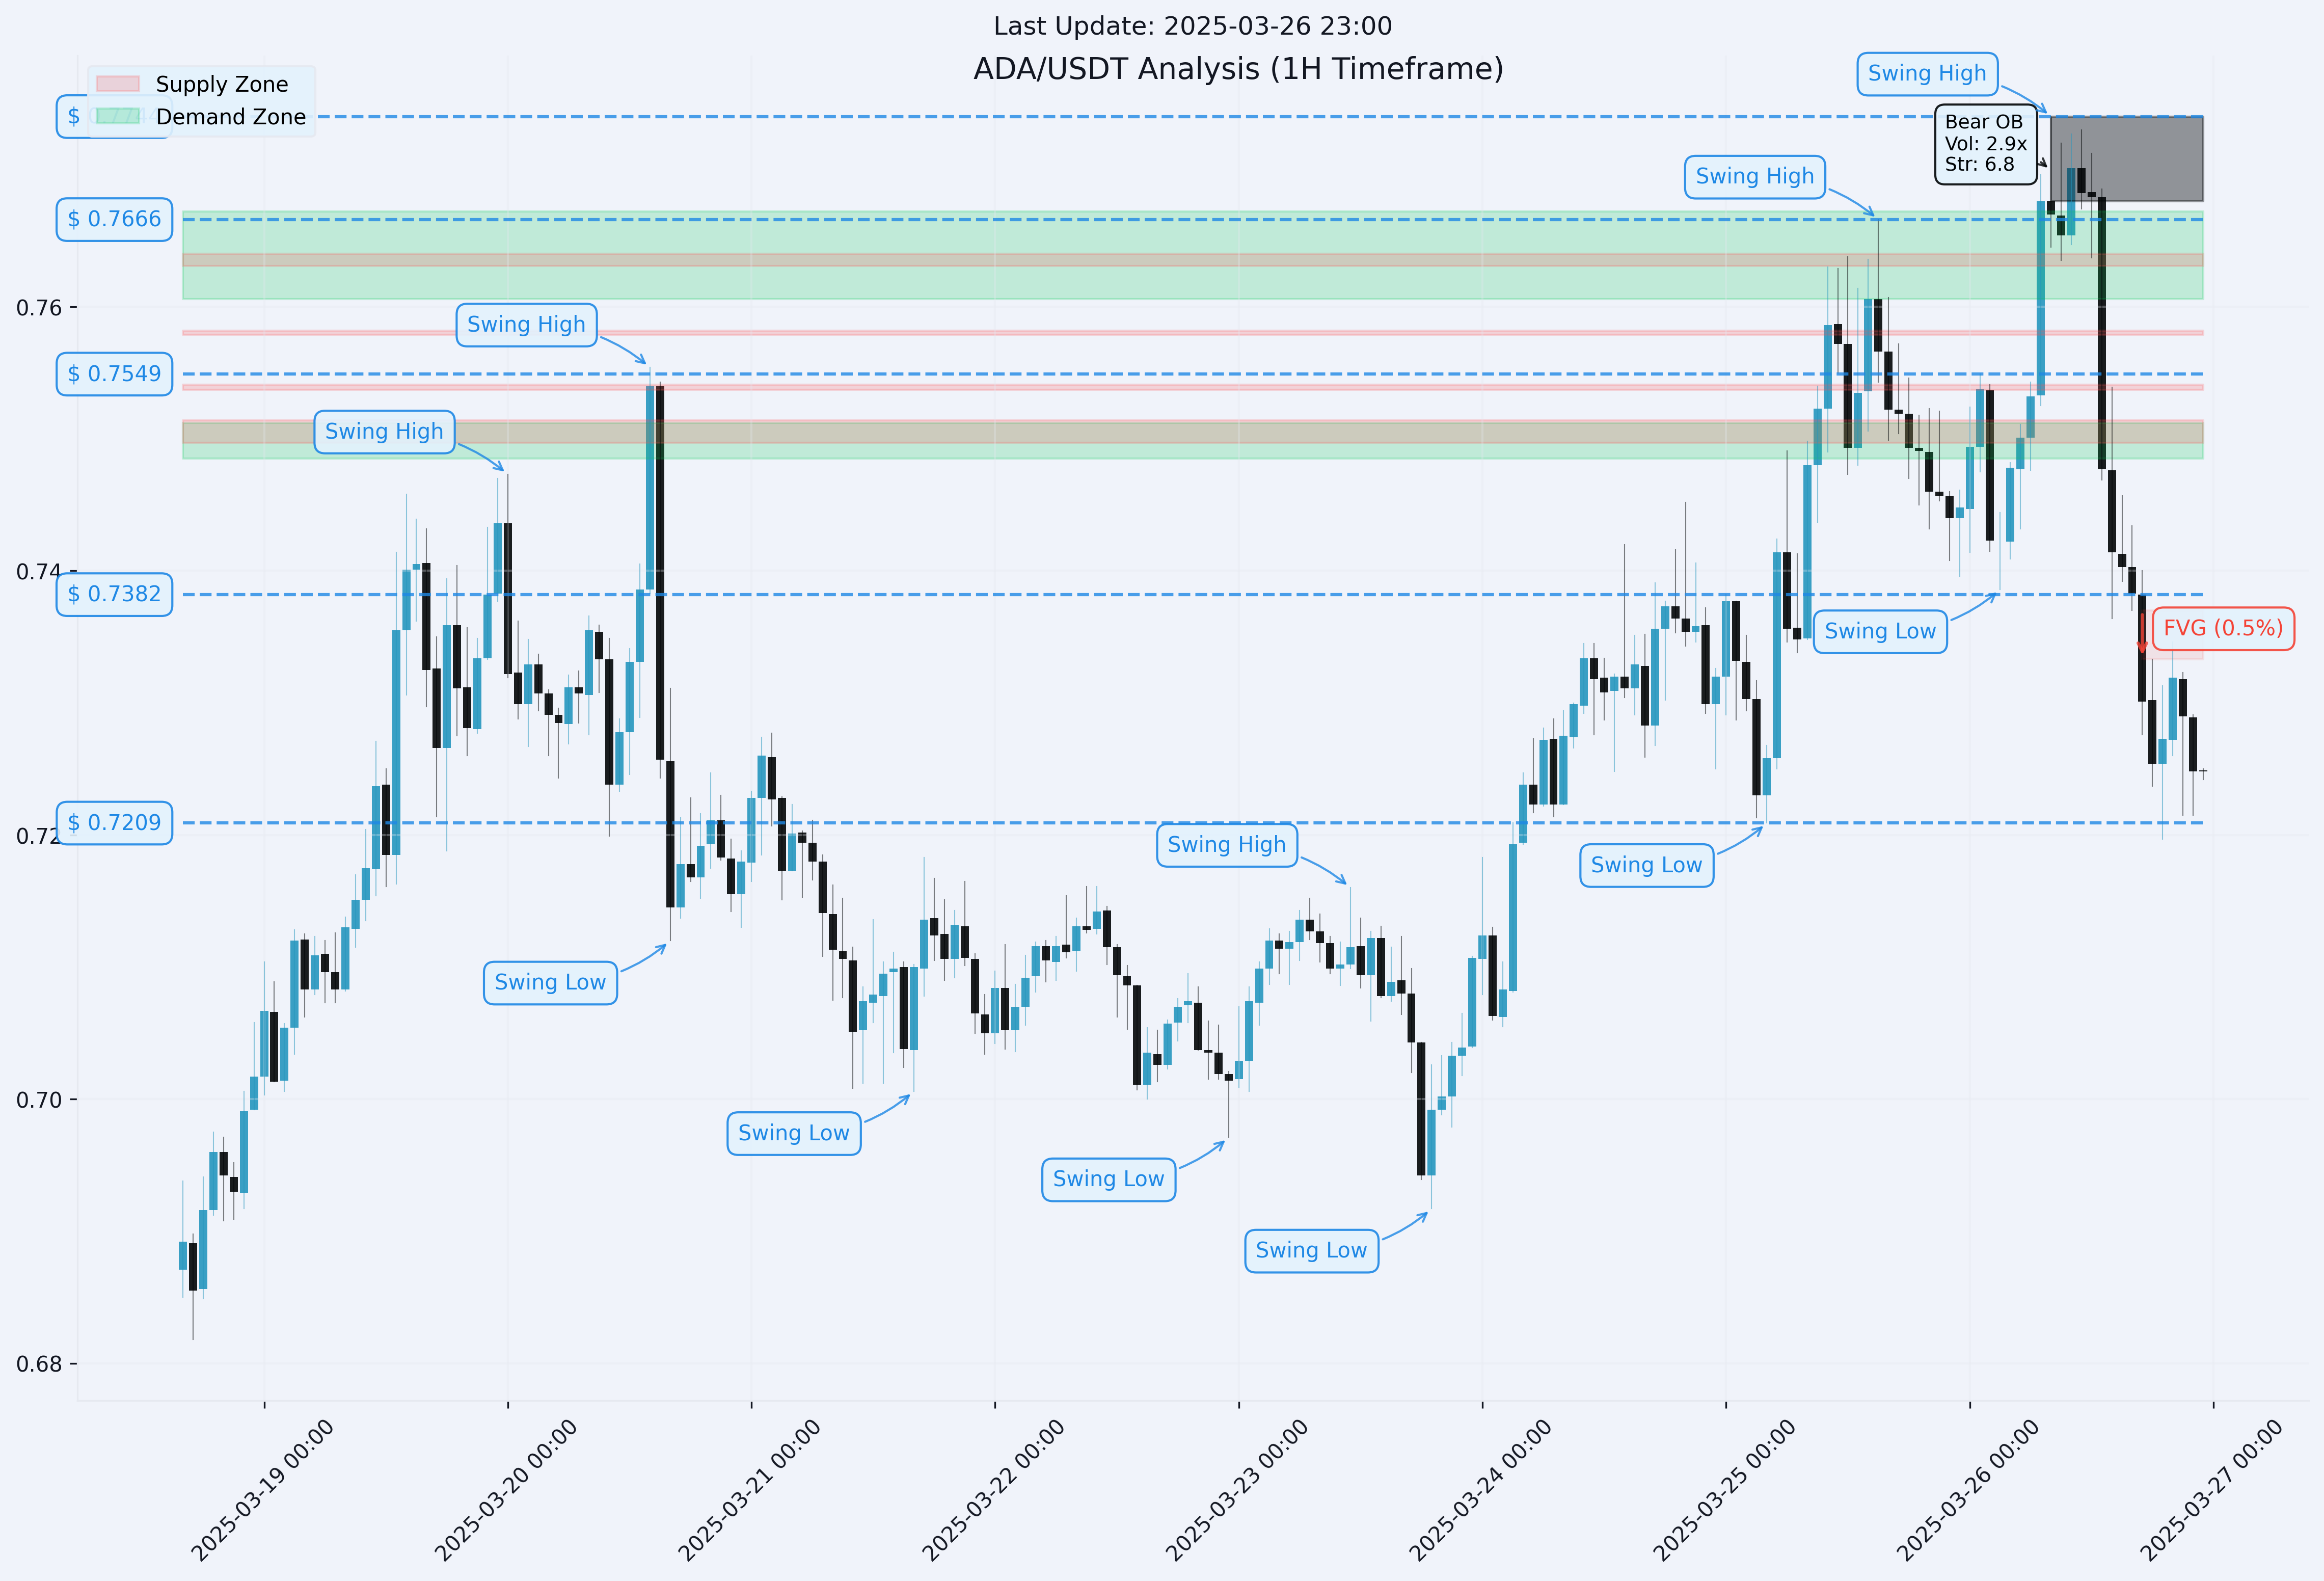 Last Update: 2025-03-26 23:00
ADA/USDT Analysis (1H Timeframe)
Supply Zone
Demand Zone
$
Swing High
Bear OB
Vol: 2.9x
Str: 6.8
Swing High
$ 0.7666
0.76
Swing High
$ 0.7549
Swing High
0.74
$ 0.7382
Swing Low
FVG (0.5%)
$ 0.7209
0.72
Swing High
Swing Low
Swing Low
0.70
Swing Low
Swing Low
Swing Low
0.68
2025-03-19 00:00
2025-03-20 00:00
2025-03-21 00:00
2025-03-22 00:00
2025-03-23 00:00
2025-03-24 00:00
2025-03-25 00:00
2025-03-26 00:00
2025-03-27 00:00